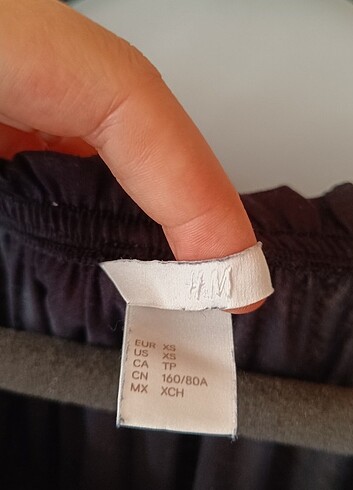 H&M
EUR XS
US XS
CA TP
CN 160/80A
MX XCH